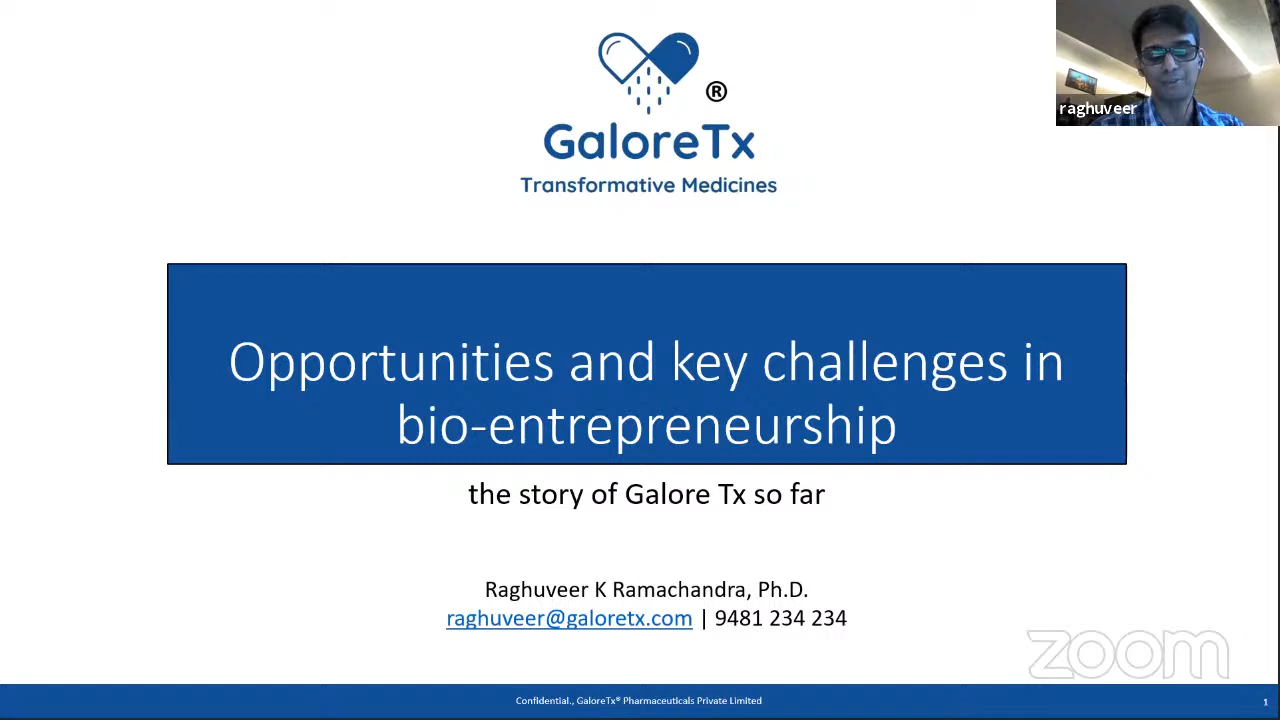 ®
GaloreTx
Transformative Medicines
raghuveer
Opportunities and key challenges in
bio-entrepreneurship
the story of Galore Tx so far
Raghuveer K Ramachandra, Ph.D.
raghuveer@galoretx.com | 9481 234 234
zoom
Confidential., GaloreTx® Pharmaceuticals Private Limited
1